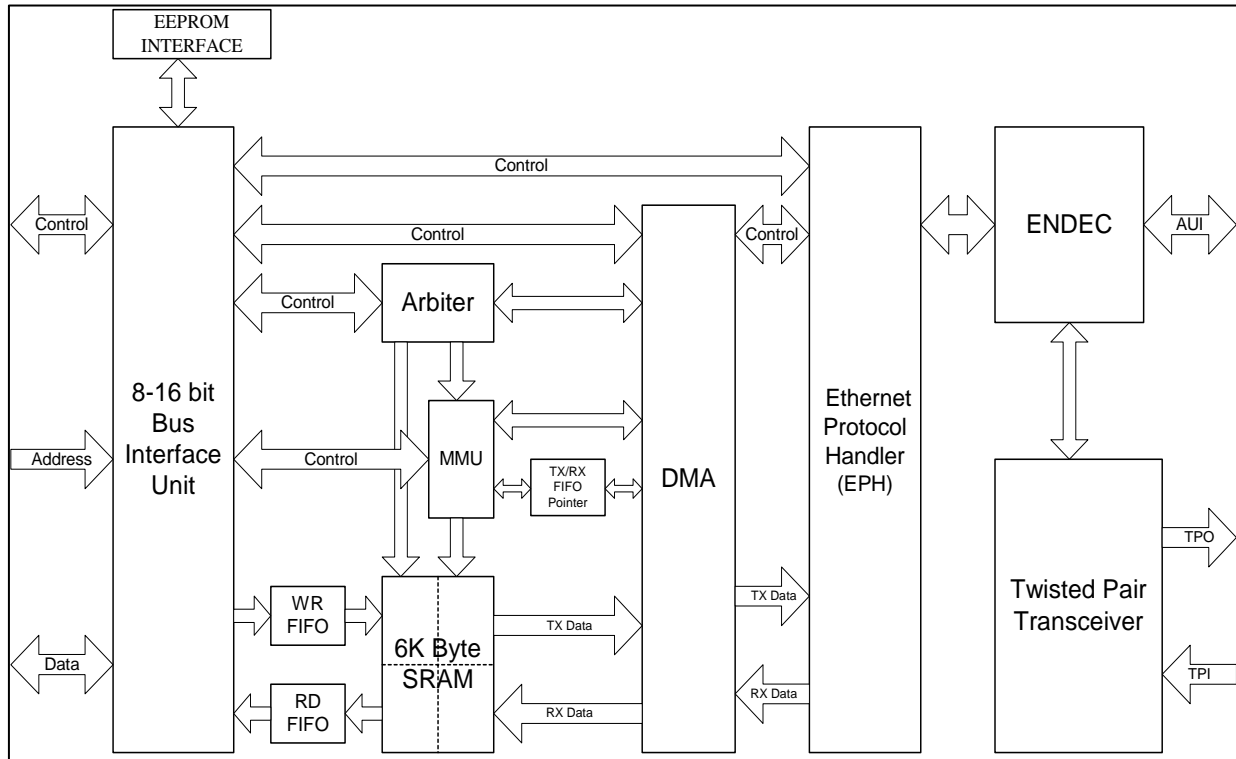 EEPROM
INTERFACE
Control
Control
Control
Control
Control
ENDEC
AUI
Arbiter
8-16 bit
Bus
Interface
Unit
Address
Control
MMU
TX/RX
FIFO
Pointer
DMA
Ethernet
Protocol
Handler
(EPH)
TPO
WR
FIFO
TX Data
TX Data
Twisted Pair
Transceiver
6K Byte
SRAM
Data
TPI
RD
FIFO
RX Data
RX Data